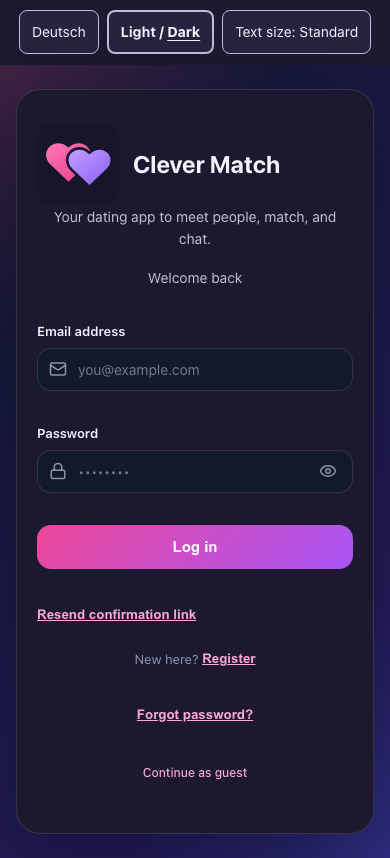 Deutsch
Light / Dark
Text size: Standard
Clever Match
Your dating app to meet people, match, and
chat.
Welcome back
Email address
you@example.com
Password
••••••••
Log in
Resend confirmation link
New here? Register
Forgot password?
Continue as guest